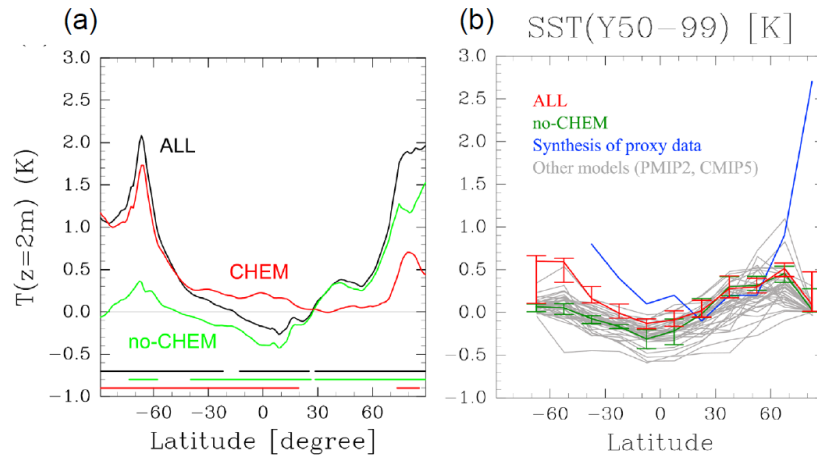 (a)
T(z=2m) (K)
3.0
2.5
2.0
1.5
1.0
0.5
0.0
-0.5
-1.0
ALL
CHEM
no-CHEM
-60 -30 0 30 60
Latitude [degree]
(b) SST(Y50-99) [K]
3.0
2.5
2.0
1.5
1.0
0.5
0.0
-0.5
-1.0
ALL
no-CHEM
Synthesis of proxy data
Other models (PMIP2, CMIP5)
-60 -30 0 30 60
Latitude